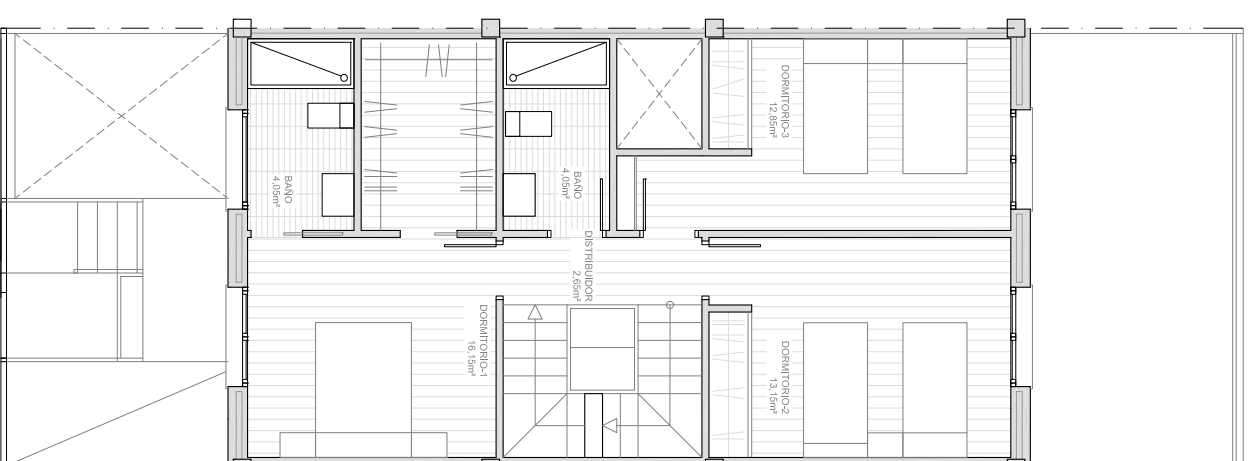 BAÑO
4,05m²
BAÑO
4,05m²
DORMITORIO-3
12,85m²
DISTRIBUIDOR
2,65m²
DORMITORIO-1
16,15m²
DORMITORIO-2
13,15m²